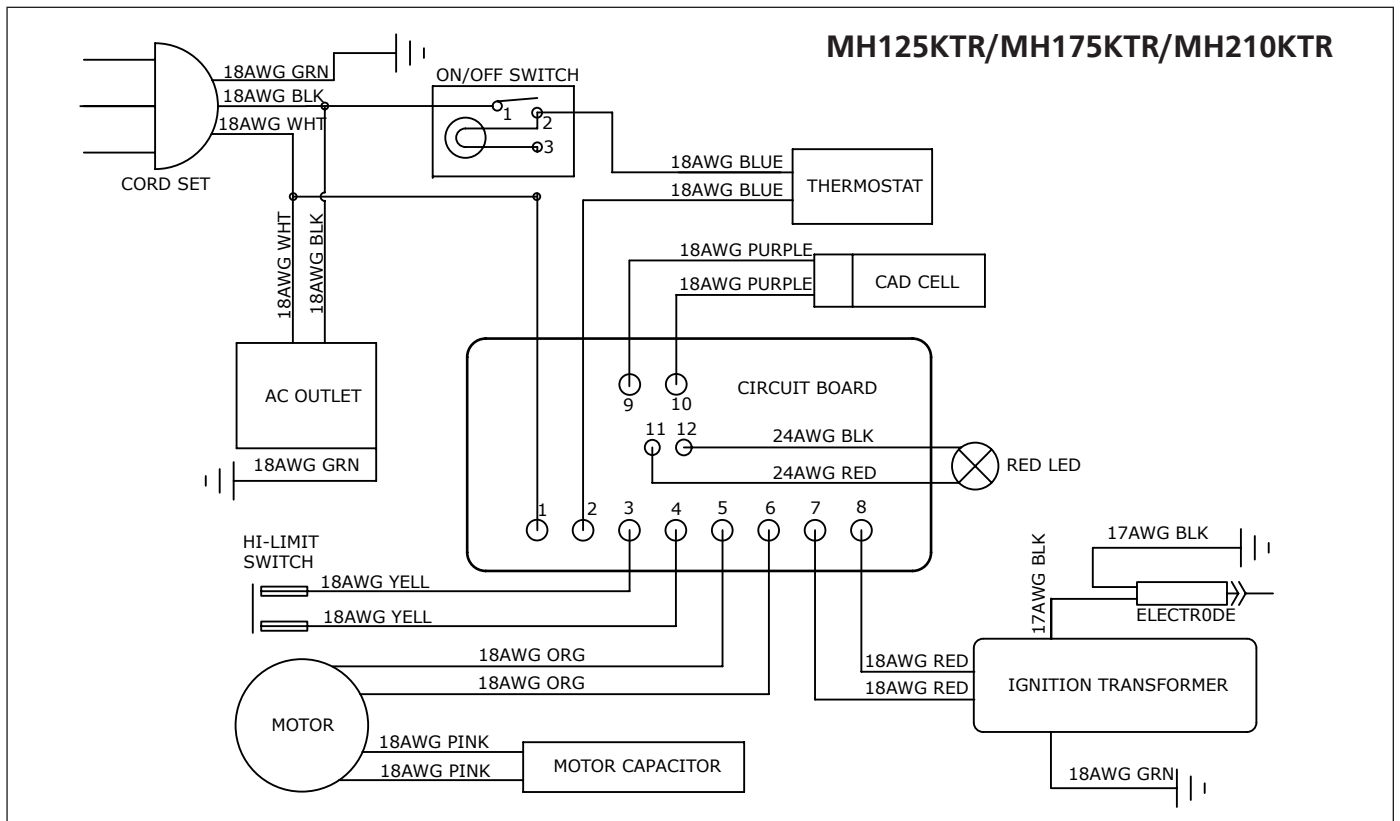 MH125KTR/MH175KTR/MH210KTR
18AWG GRN
ON/OFF SWITCH
18AWG BLK
1
2
18AWG WHT
3
CORD SET
18AWG BLUE
THERMOSTAT
18AWG BLUE
18AWG WHT
18AWG BLK
18AWG PURPLE
CAD CELL
18AWG PURPLE
AC OUTLET
CIRCUIT BOARD
9
10
11
12
24AWG BLK
RED LED
24AWG RED
18AWG GRN
1
2
3
4
5
6
7
8
HI-LIMIT
SWITCH
18AWG YELL
18AWG YELL
17AWG BLK
17AWG BLK
ELECTR0DE
18AWG ORG
18AWG ORG
18AWG RED
18AWG RED
IGNITION TRANSFORMER
MOTOR
18AWG PINK
18AWG PINK
MOTOR CAPACITOR
18AWG GRN